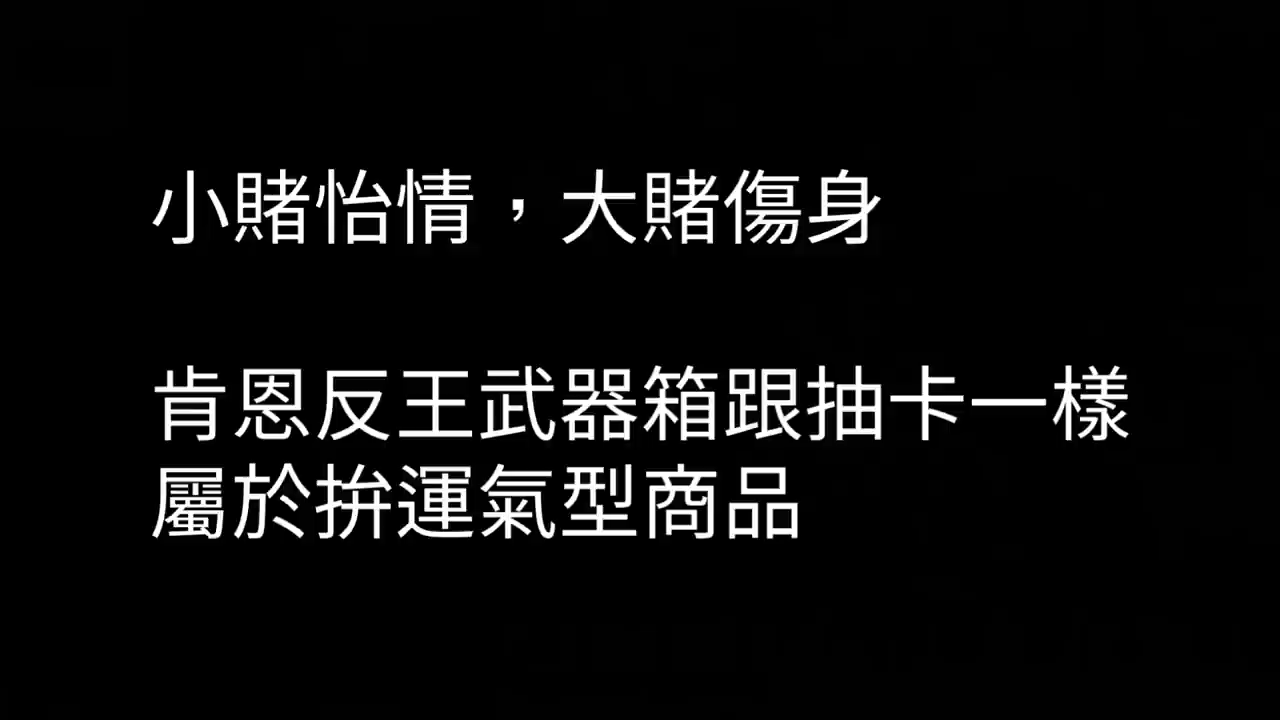 小賭怡情，大賭傷身
肯恩反王武器箱跟抽卡一樣
屬於拚運氣型商品